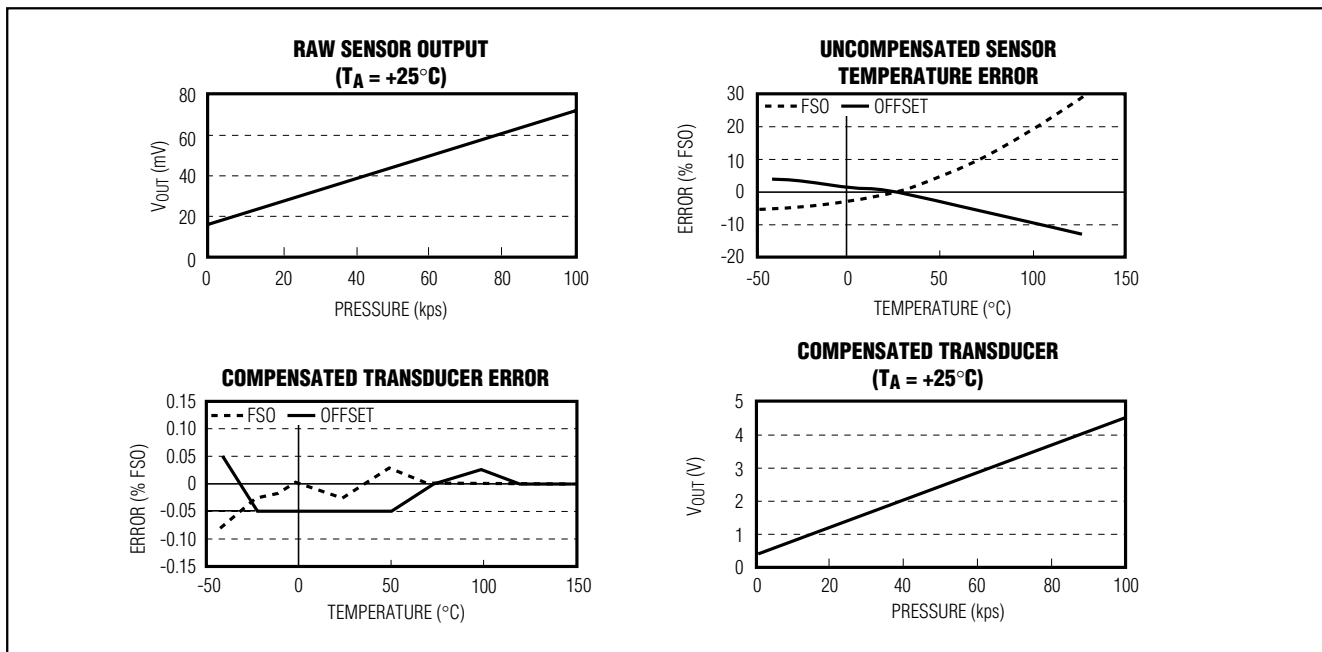 RAW SENSOR OUTPUT
(TA = +25°C)
80
60
40
20
0
VOUT (mV)
0 20 40 60 80 100
PRESSURE (kps)
UNCOMPENSATED SENSOR
TEMPERATURE ERROR
FSO OFFSET
30
20
10
0
-10
-20
ERROR (% FSO)
-50 0 50 100 150
TEMPERATURE (°C)
COMPENSATED TRANSDUCER ERROR
FSO OFFSET
0.15
0.10
0.05
0
-0.05
-0.10
-0.15
ERROR (% FSO)
-50 0 50 100 150
TEMPERATURE (°C)
COMPENSATED TRANSDUCER
(TA = +25°C)
5
4
3
2
1
0
VOUT (V)
0 20 40 60 80 100
PRESSURE (kps)